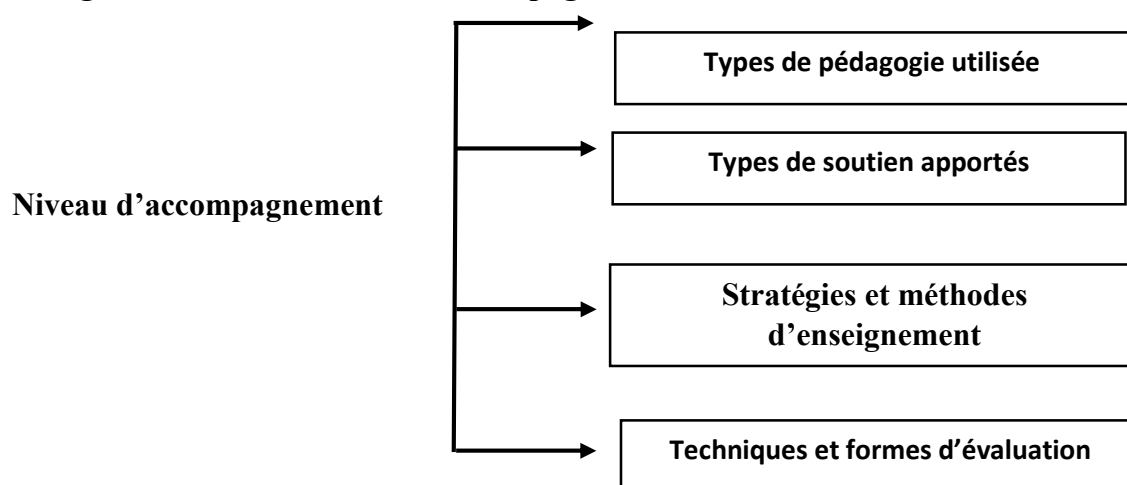 Types de pédagogie utilisée
Types de soutien apportés
Niveau d’accompagnement
Stratégies et méthodes
d’enseignement
Techniques et formes d’évaluation